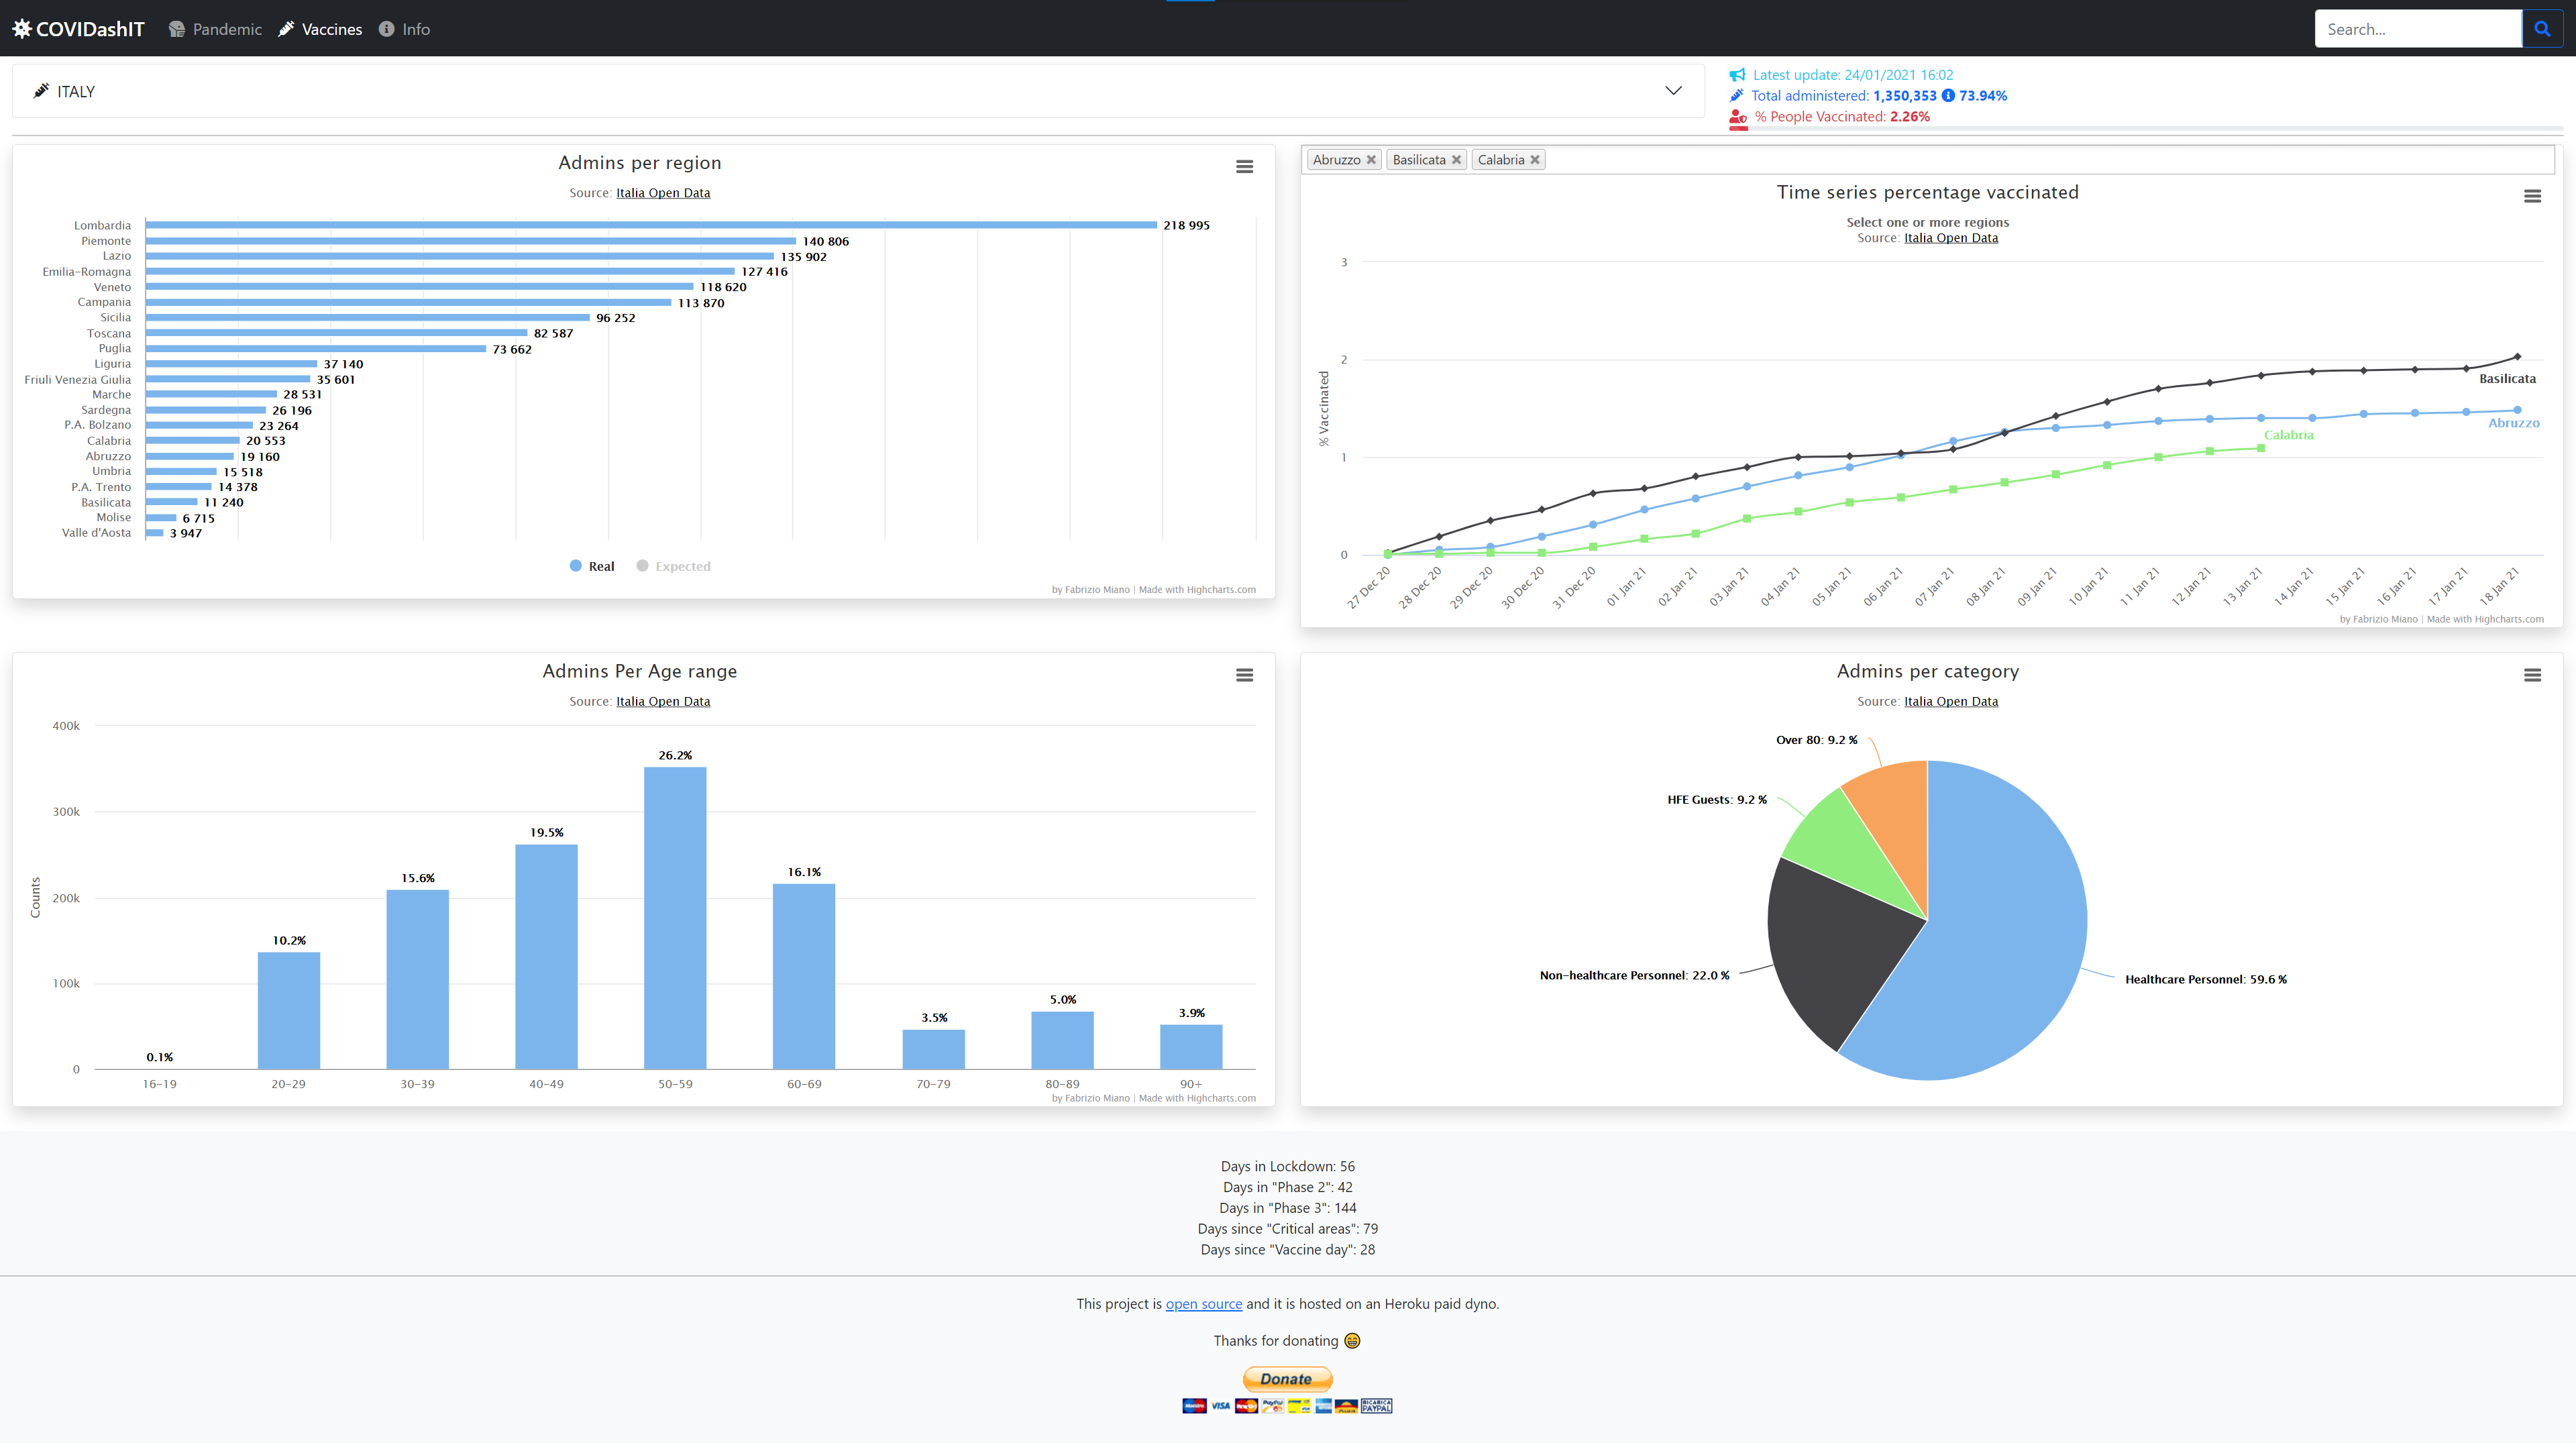 COVIDashIT Pandemic Vaccines Info Search...
ITALY
Latest update: 24/01/2021 16:02
Total administered: 1,350,353 73.94%
% People Vaccinated: 2.26%
Admins per region
Source: Italia Open Data
Lombardia 218 995
Piemonte 140 806
Lazio 135 902
Emilia-Romagna 127 416
Veneto 118 620
Campania 113 870
Sicilia 96 252
Toscana 82 587
Puglia 73 662
Liguria 37 140
Friuli Venezia Giulia 35 601
Marche 28 531
Sardegna 26 196
P.A. Bolzano 23 264
Calabria 20 553
Abruzzo 19 160
Umbria 15 518
P.A. Trento 14 378
Basilicata 11 240
Molise 6 715
Valle d'Aosta 3 947
Real Expected
by Fabrizio Miano | Made with Highcharts.com
Abruzzo Basilicata Calabria
Time series percentage vaccinated
Select one or more regions
Source: Italia Open Data
% Vaccinated
3
2
1
0
Basilicata
Abruzzo
Calabria
27 Dec 20 28 Dec 20 29 Dec 20 30 Dec 20 31 Dec 20 01 Jan 21 02 Jan 21 03 Jan 21 04 Jan 21 05 Jan 21 06 Jan 21 07 Jan 21 08 Jan 21 09 Jan 21 10 Jan 21 11 Jan 21 12 Jan 21 13 Jan 21 14 Jan 21 15 Jan 21 16 Jan 21 17 Jan 21 18 Jan 21
by Fabrizio Miano | Made with Highcharts.com
Admins Per Age range
Source: Italia Open Data
Counts
400k
300k
200k
100k
0
0.1% 10.2% 15.6% 19.5% 26.2% 16.1% 3.5% 5.0% 3.9%
16-19 20-29 30-39 40-49 50-59 60-69 70-79 80-89 90+
by Fabrizio Miano | Made with Highcharts.com
Admins per category
Source: Italia Open Data
Over 80: 9.2 %
HFE Guests: 9.2 %
Non-healthcare Personnel: 22.0 %
Healthcare Personnel: 59.6 %
Days in Lockdown: 56
Days in "Phase 2": 42
Days in "Phase 3": 144
Days since "Critical areas": 79
Days since "Vaccine day": 28
This project is open source and it is hosted on an Heroku paid dyno.
Thanks for donating
Donate
Maestro VISA PayPal RICARICA PAYPAL